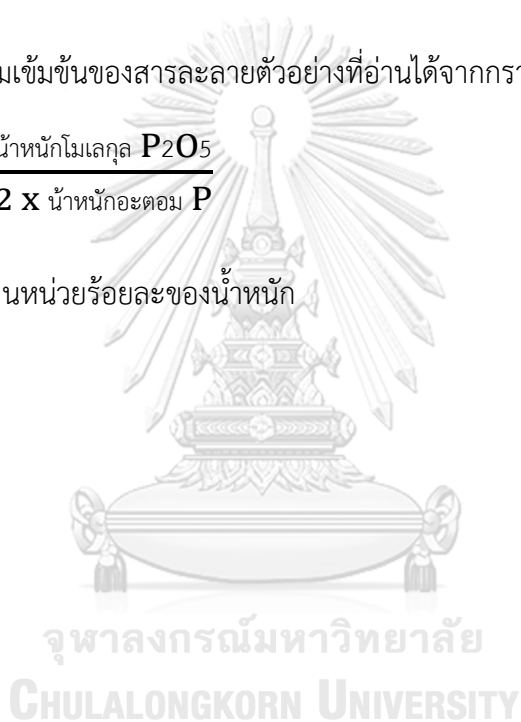 มเข้มข้นของสารละลายตัวอย่างที่อ่านได้จากกรา
น้ำหนักโมเลกุล P2O5
2 x น้ำหนักอะตอม P
นหน่วยร้อยละของน้ำหนัก
จุฬาลงกรณ์มหาวิทยาลัย
CHULALONGKORN UNIVERSITY